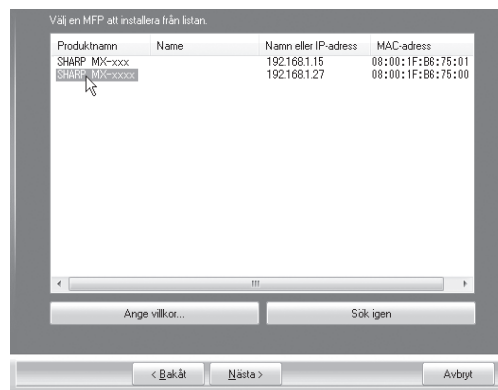 Välj en MFP att installera från listan.
Produktnamn Name Namn eller IP-adress MAC-adress
SHARP MX-xxx 192.168.1.15 08:00:1F:B6:75:01
SHARP MX-xxxx 192.168.1.27 08:00:1F:B6:75:00
Ange villkor... Sök igen
< Bakåt Nästa > Avbryt